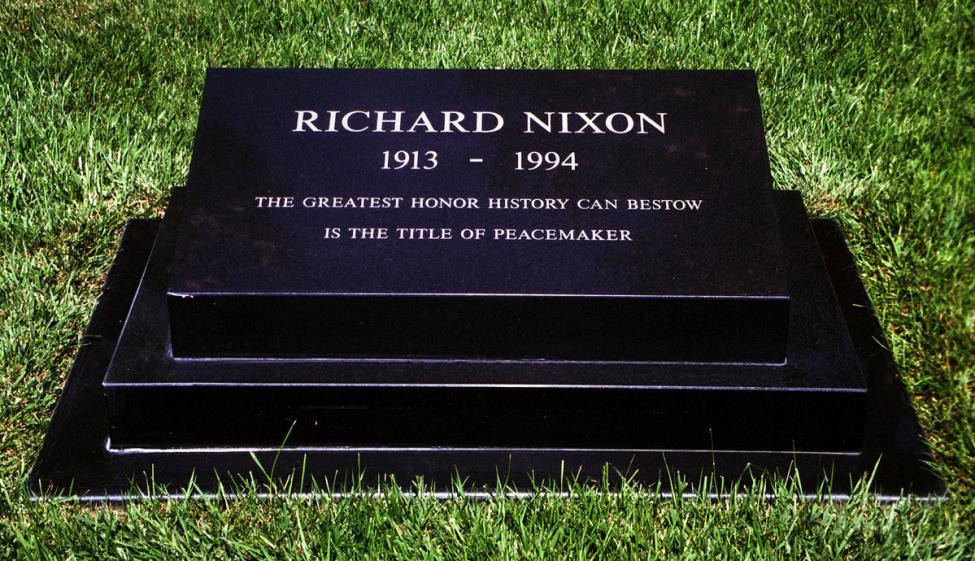 RICHARD NIXON
1913 - 1994
THE GREATEST HONOR HISTORY CAN BESTOW
IS THE TITLE OF PEACEMAKER